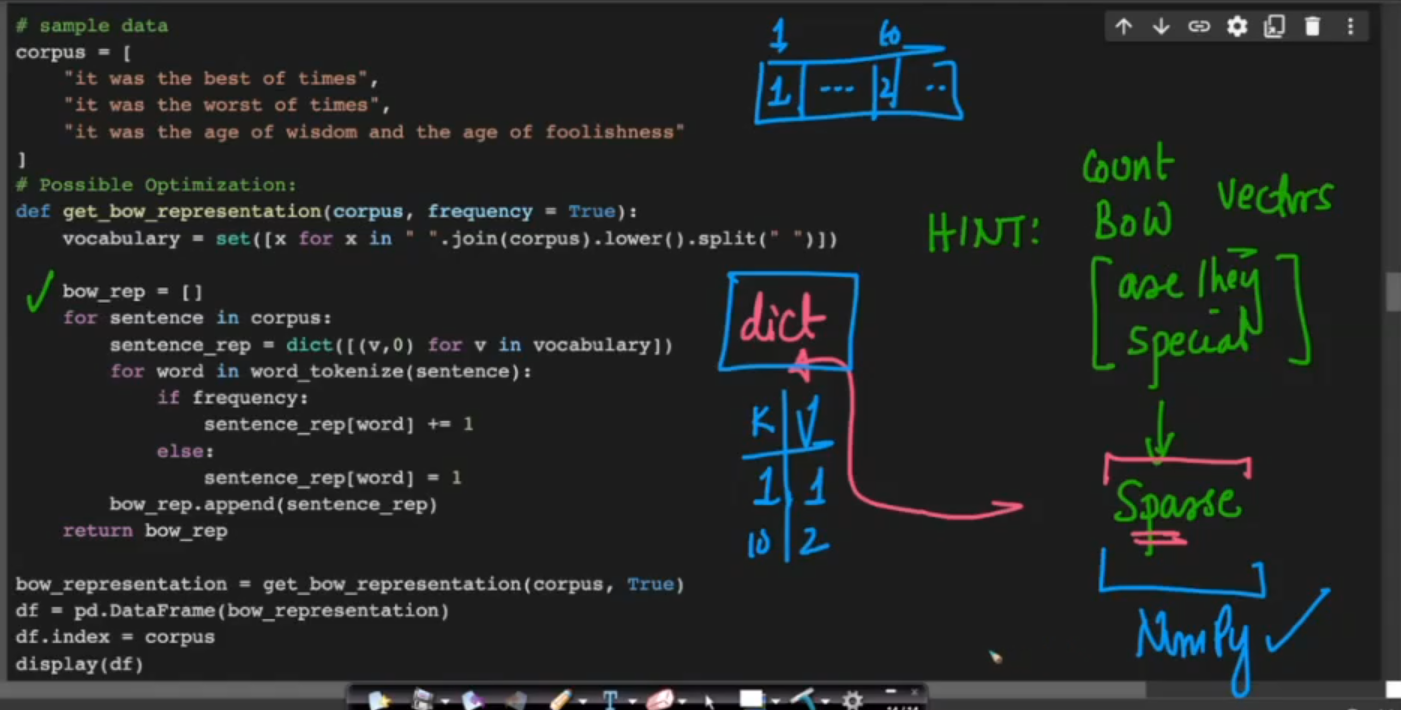 # sample data
corpus = [
    "it was the best of times",
    "it was the worst of times",
    "it was the age of wisdom and the age of foolishness"
]
# Possible Optimization:
def get_bow_representation(corpus, frequency = True):
    vocabulary = set([x for x in " ".join(corpus).lower().split(" ")])
    bow_rep = []
    for sentence in corpus:
        sentence_rep = dict([(v,0) for v in vocabulary])
        for word in word_tokenize(sentence):
            if frequency:
                sentence_rep[word] += 1
            else:
                sentence_rep[word] = 1
        bow_rep.append(sentence_rep)
    return bow_rep
bow_representation = get_bow_representation(corpus, True)
df = pd.DataFrame(bow_representation)
df.index = corpus
display(df)
1
1 --- 2 ..
dict
K V
1 1
10 2
HINT:
Count
BOW vectors
[are they
special]
Sparse
NumPy
T